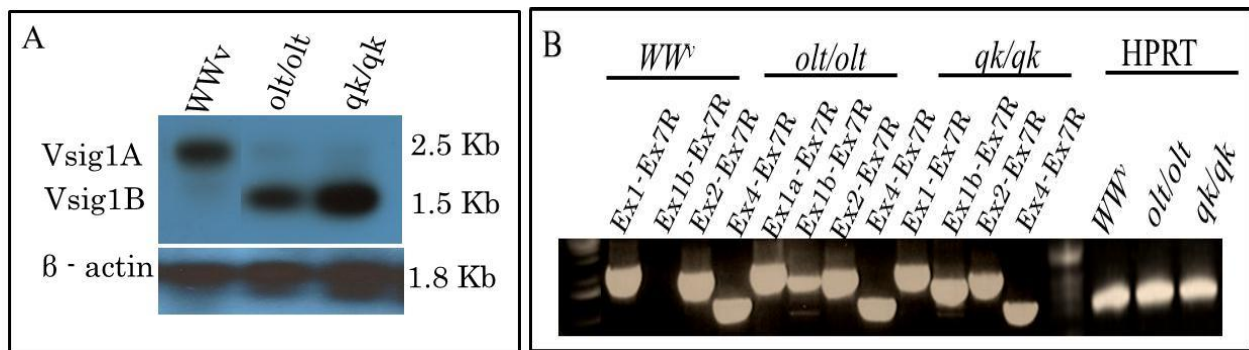 A
WWv
olt/olt
qk/qk
Vsig1A
2.5 Kb
Vsig1B
1.5 Kb
β - actin
1.8 Kb
B
WWv
olt/olt
qk/qk
HPRT
Ex1-Ex7R
Ex1b-Ex7R
Ex2-Ex7R
Ex4-Ex7R
Ex1a-Ex7R
Ex1b-Ex7R
Ex2-Ex7R
Ex4-Ex7R
Ex1-Ex7R
Ex1b-Ex7R
Ex2-Ex7R
Ex4-Ex7R
WWv
olt/olt
qk/qk